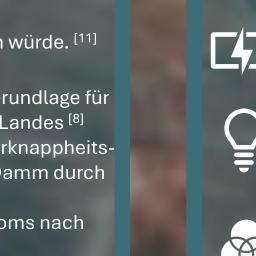 n würde. [11]
rundlage für
Landes [8]
rknappheits-
Damm durch
oms nach